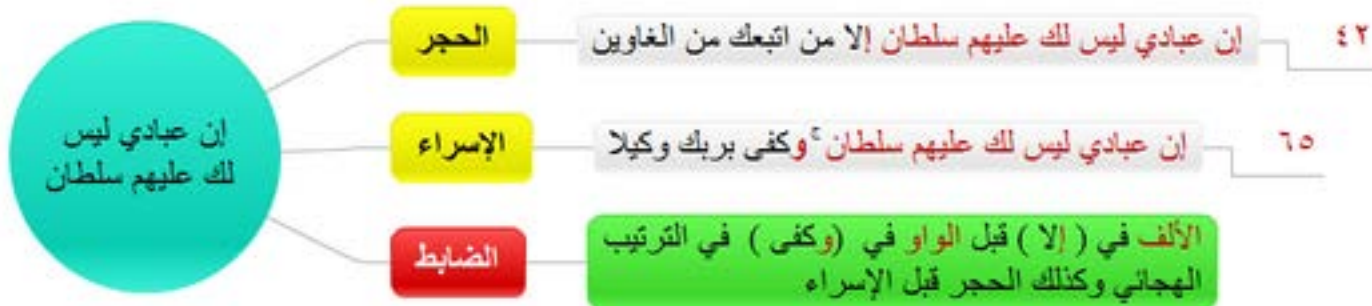 إن عبادي ليس
لك عليهم سلطان
الحجر
إن عبادي ليس لك عليهم سلطان إلا من اتبعك من الغاوين
٤٢
الإسراء
إن عبادي ليس لك عليهم سلطان ۚ وكفى بربك وكيلا
٦٥
الضابط
الألف في ( إلا ) قبل الواو في (وكفى ) في الترتيب
الهجائي وكذلك الحجر قبل الإسراء